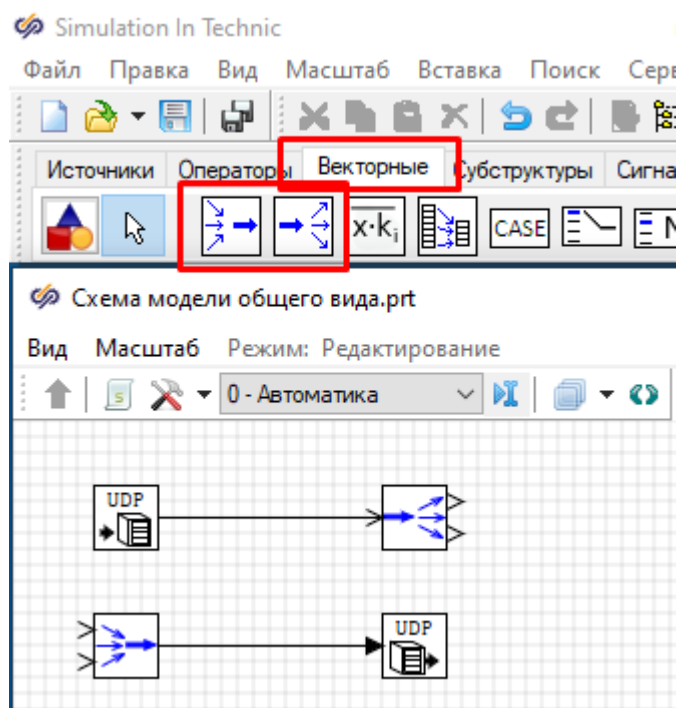 Simulation In Technic
Файл Правка Вид Масштаб Вставка Поиск
Источники Операторы Векторные Субструктуры
x·kᵢ CASE
Схема модели общего вида.prt
Вид Масштаб Режим: Редактирование
s 0 - Автоматика
UDP
UDP